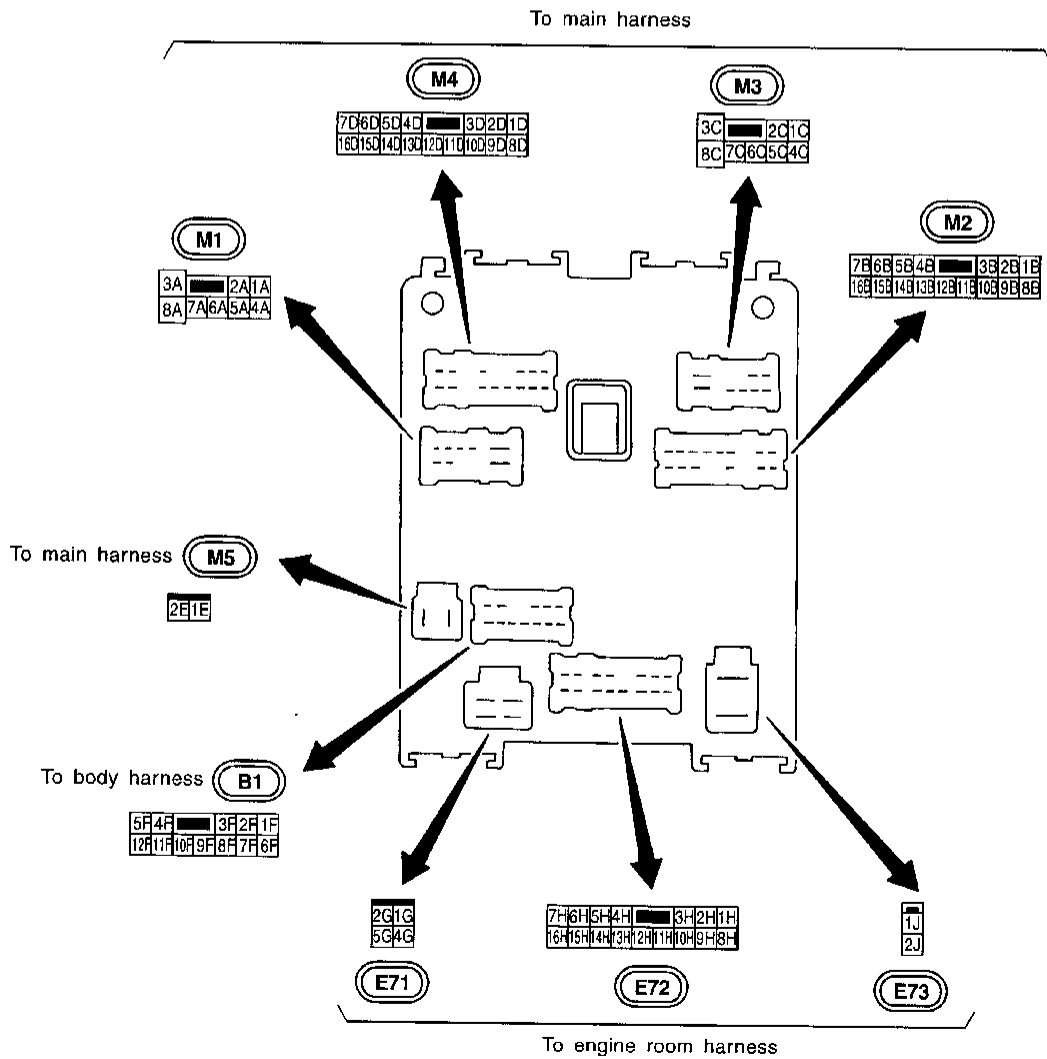 To main harness
M4
7D 6D 5D 4D 3D 2D 1D
16D 15D 14D 13D 12D 11D 10D 9D 8D
M3
3C 2C 1C
8C 7C 6C 5C 4C
M1
3A 2A 1A
8A 7A 6A 5A 4A
M2
7B 6B 5B 4B 3B 2B 1B
16B 15B 14B 13B 12B 11B 10B 9B 8B
To main harness M5
2E 1E
To body harness B1
5F 4F 3F 2F 1F
12F 11F 10F 9F 8F 7F 6F
2G 1G
5G 4G
E71
7H 6H 5H 4H 3H 2H 1H
16H 15H 14H 13H 12H 11H 10H 9H 8H
E72
1J
2J
E73
To engine room harness